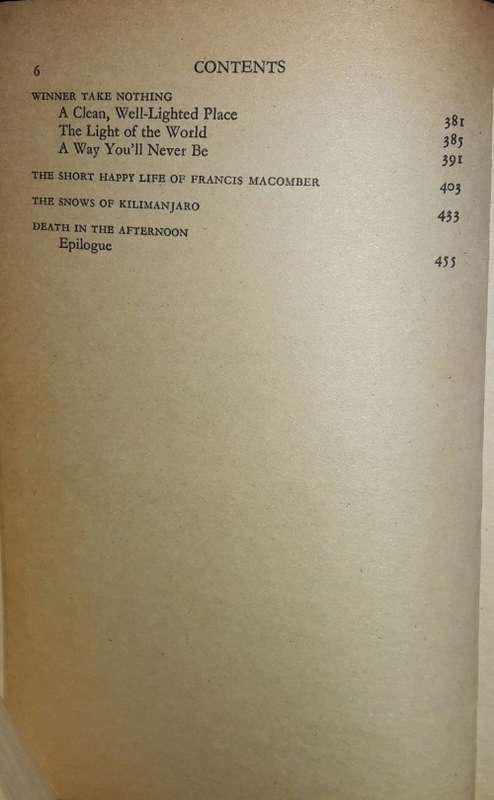 6 CONTENTS
WINNER TAKE NOTHING
A Clean, Well-Lighted Place 381
The Light of the World 385
A Way You'll Never Be 391
THE SHORT HAPPY LIFE OF FRANCIS MACOMBER 403
THE SNOWS OF KILIMANJARO 433
DEATH IN THE AFTERNOON
Epilogue 455